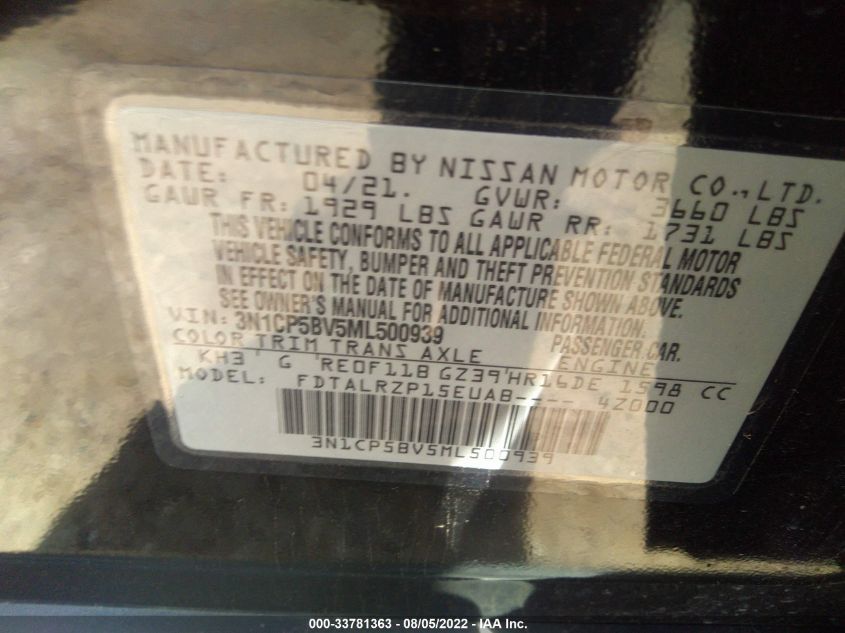 MANUFACTURED BY NISSAN MOTOR CO., LTD.
DATE: 04/21. GVWR: 3660 LBS
GAWR FR: 1929 LBS GAWR RR: 1731 LBS
THIS VEHICLE CONFORMS TO ALL APPLICABLE FEDERAL MOTOR
VEHICLE SAFETY, BUMPER AND THEFT PREVENTION STANDARDS
IN EFFECT ON THE DATE OF MANUFACTURE SHOWN ABOVE.
SEE OWNER'S MANUAL FOR ADDITIONAL INFORMATION.
VIN: 3N1CP5BV5ML500939 PASSENGER CAR.
COLOR TRIM TRANS AXLE ENGINE
KH3 G RE0F11B GZ39 HR16DE 1598 CC
MODEL: FDTALRZP15EUAB---- 4Z000
3N1CP5BV5ML500939
000-33781363 - 08/05/2022 - IAA Inc.